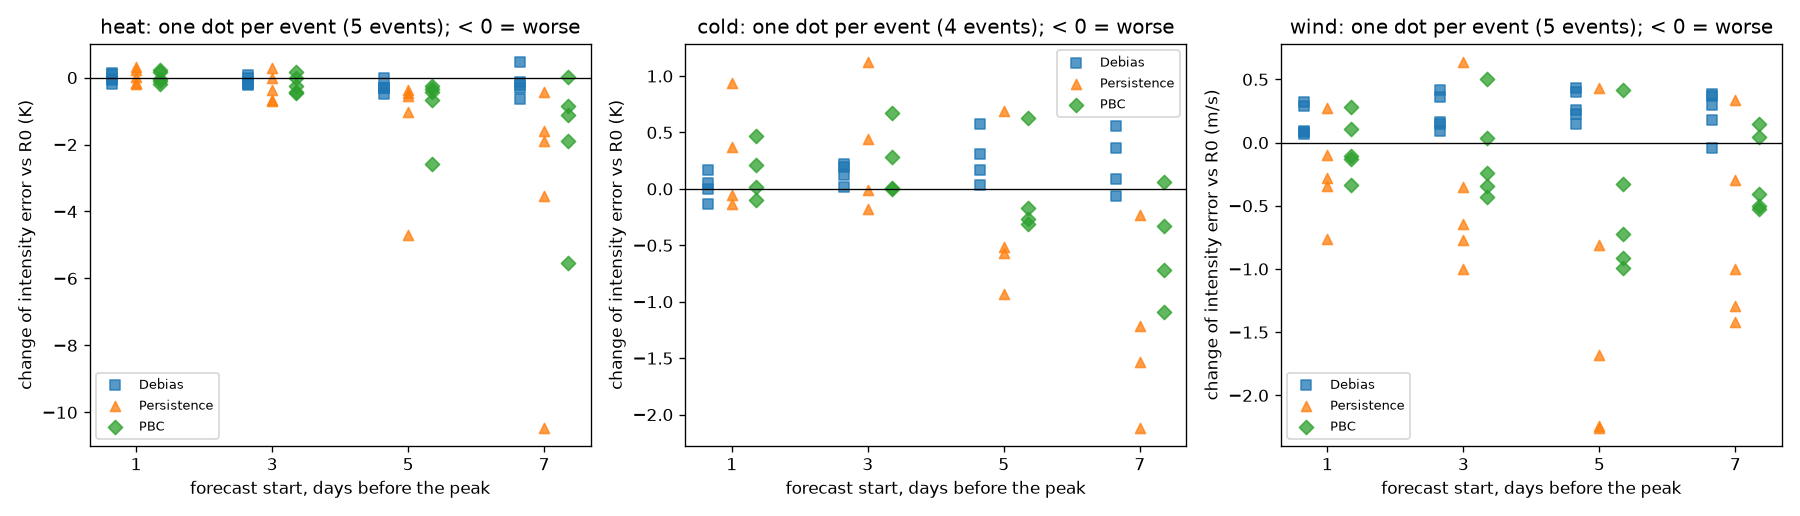 heat: one dot per event (5 events); < 0 = worse
change of intensity error vs R0 (K)
0
−2
−4
−6
−8
−10
Debias
Persistence
PBC
1
3
5
7
forecast start, days before the peak
cold: one dot per event (4 events); < 0 = worse
change of intensity error vs R0 (K)
1.0
0.5
0.0
−0.5
−1.0
−1.5
−2.0
Debias
Persistence
PBC
1
3
5
7
forecast start, days before the peak
wind: one dot per event (5 events); < 0 = worse
change of intensity error vs R0 (m/s)
0.5
0.0
−0.5
−1.0
−1.5
−2.0
Debias
Persistence
PBC
1
3
5
7
forecast start, days before the peak